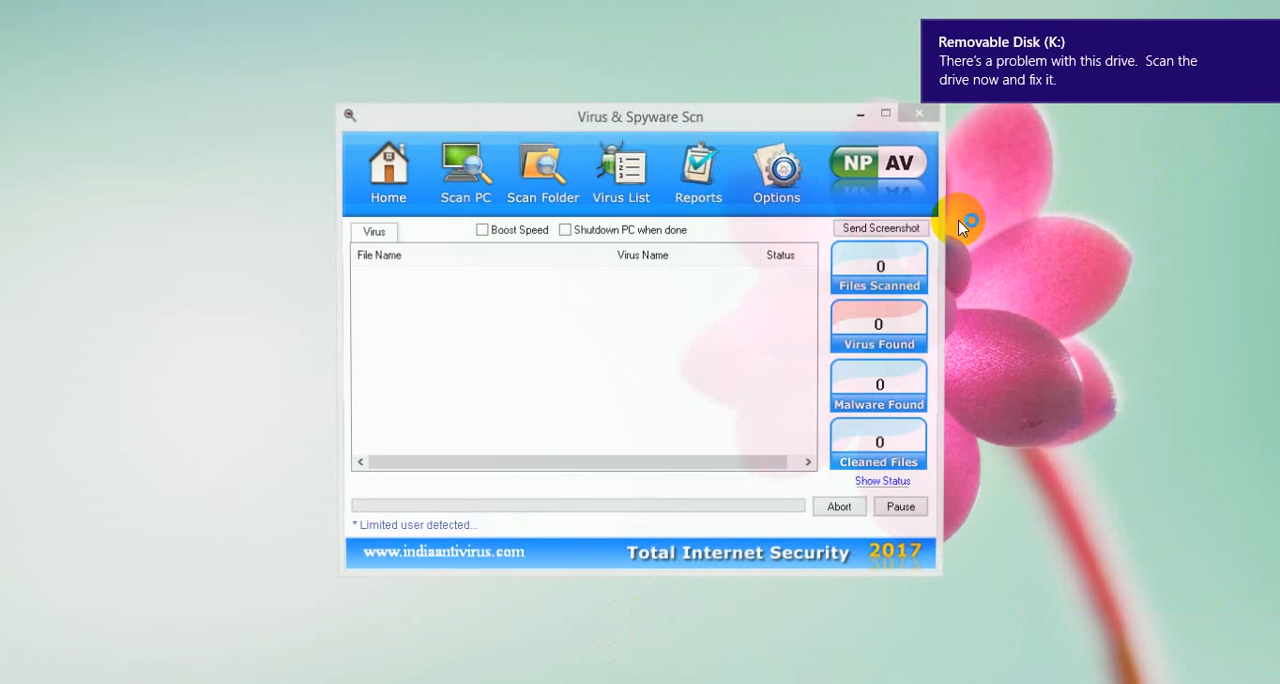 Removable Disk (K:)
There's a problem with this drive. Scan the
drive now and fix it.
Virus & Spyware Scn
Home
Scan PC
Scan Folder
Virus List
Reports
Options
NP AV
Virus
Boost Speed
Shutdown PC when done
Send Screenshot
File Name
Virus Name
Status
0
Files Scanned
0
Virus Found
0
Malware Found
0
Cleaned Files
Show Status
Abort
Pause
* Limited user detected...
www.indiaantivirus.com
Total Internet Security 2017